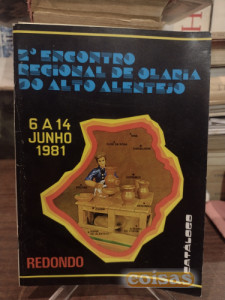 2º ENCONTRO
REGIONAL DE OLARIA
DO ALTO ALENTEJO
6 A 14
JUNHO
1981
REDONDO
CATÁLOGO
coisas